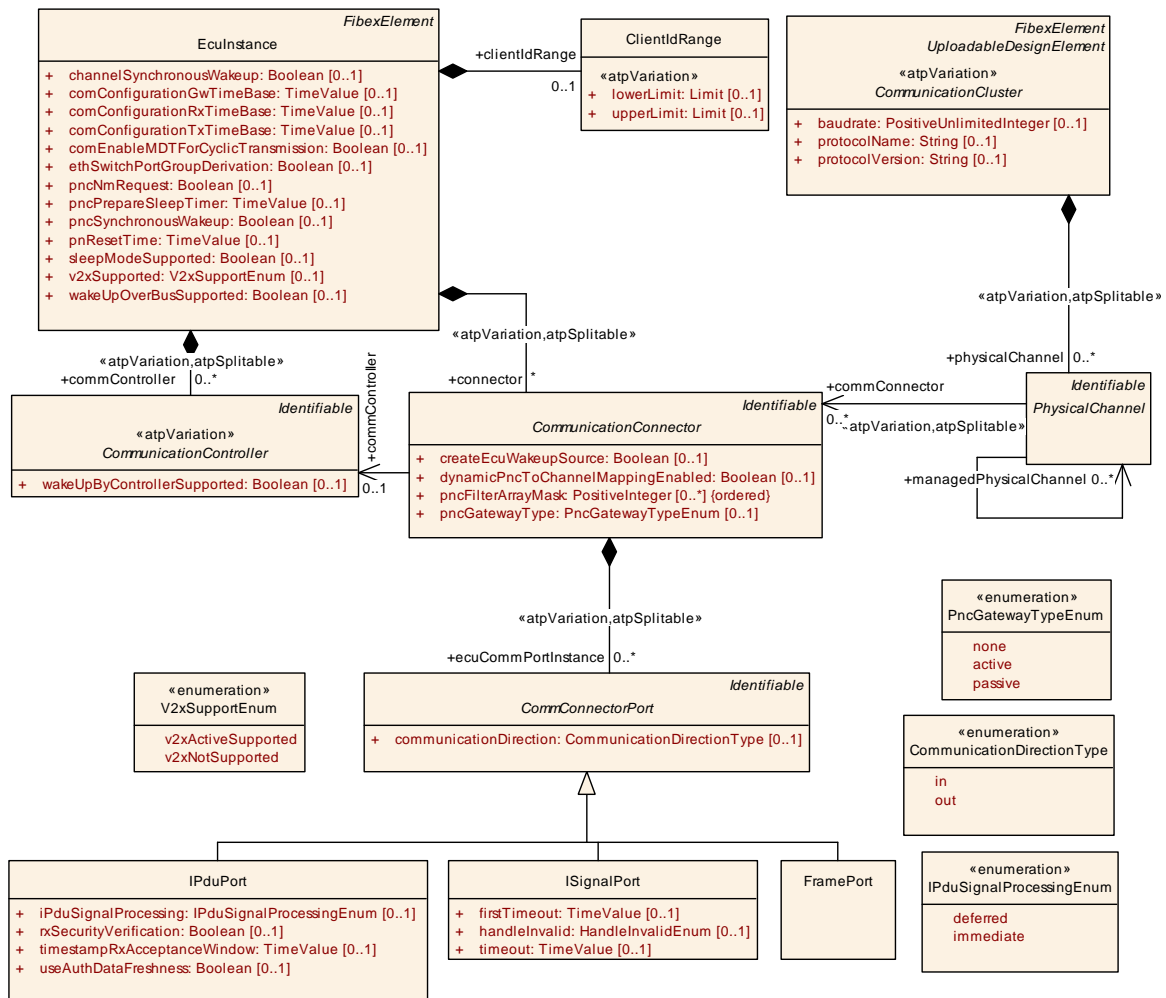 FibexElement
EcuInstance
+ channelSynchronousWakeup: Boolean [0..1]
+ comConfigurationGwTimeBase: TimeValue [0..1]
+ comConfigurationRxTimeBase: TimeValue [0..1]
+ comConfigurationTxTimeBase: TimeValue [0..1]
+ comEnableMDTForCyclicTransmission: Boolean [0..1]
+ ethSwitchPortGroupDerivation: Boolean [0..1]
+ pncNmRequest: Boolean [0..1]
+ pncPrepareSleepTimer: TimeValue [0..1]
+ pncSynchronousWakeup: Boolean [0..1]
+ pnResetTime: TimeValue [0..1]
+ sleepModeSupported: Boolean [0..1]
+ v2xSupported: V2xSupportEnum [0..1]
+ wakeUpOverBusSupported: Boolean [0..1]
+clientIdRange
0..1
ClientIdRange
«atpVariation»
+ lowerLimit: Limit [0..1]
+ upperLimit: Limit [0..1]
FibexElement
UploadableDesignElement
«atpVariation»
CommunicationCluster
+ baudrate: PositiveUnlimitedInteger [0..1]
+ protocolName: String [0..1]
+ protocolVersion: String [0..1]
«atpVariation,atpSplitable»
+physicalChannel 0..*
«atpVariation,atpSplitable»
+commController 0..*
«atpVariation,atpSplitable»
+connector *
Identifiable
«atpVariation»
CommunicationController
+ wakeUpByControllerSupported: Boolean [0..1]
+commController
0..1
Identifiable
CommunicationConnector
+ createEcuWakeupSource: Boolean [0..1]
+ dynamicPncToChannelMappingEnabled: Boolean [0..1]
+ pncFilterArrayMask: PositiveInteger [0..*] {ordered}
+ pncGatewayType: PncGatewayTypeEnum [0..1]
+commConnector
0..*
«atpVariation,atpSplitable»
Identifiable
PhysicalChannel
+managedPhysicalChannel 0..*
«atpVariation,atpSplitable»
+ecuCommPortInstance 0..*
«enumeration»
PncGatewayTypeEnum
none
active
passive
«enumeration»
V2xSupportEnum
v2xActiveSupported
v2xNotSupported
Identifiable
CommConnectorPort
+ communicationDirection: CommunicationDirectionType [0..1]
«enumeration»
CommunicationDirectionType
in
out
IPduPort
+ iPduSignalProcessing: IPduSignalProcessingEnum [0..1]
+ rxSecurityVerification: Boolean [0..1]
+ timestampRxAcceptanceWindow: TimeValue [0..1]
+ useAuthDataFreshness: Boolean [0..1]
ISignalPort
+ firstTimeout: TimeValue [0..1]
+ handleInvalid: HandleInvalidEnum [0..1]
+ timeout: TimeValue [0..1]
FramePort
«enumeration»
IPduSignalProcessingEnum
deferred
immediate